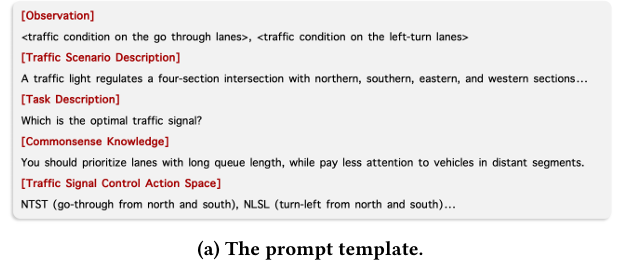 [Observation]
<traffic condition on the go through lanes>, <traffic condition on the left-turn lanes>
[Traffic Scenario Description]
A traffic light regulates a four-section intersection with northern, southern, eastern, and western sections...
[Task Description]
Which is the optimal traffic signal?
[Commonsense Knowledge]
You should prioritize lanes with long queue length, while pay less attention to vehicles in distant segments.
[Traffic Signal Control Action Space]
NTST (go-through from north and south), NLSL (turn-left from north and south)...
(a) The prompt template.